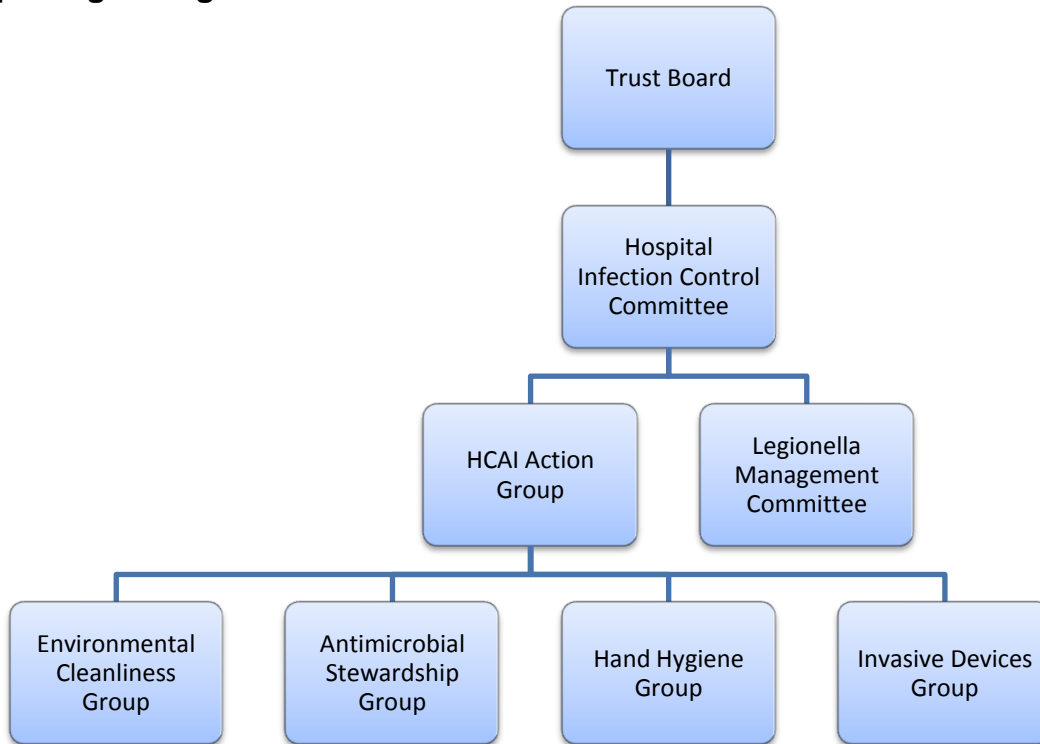 Trust Board
Hospital
Infection Control
Committee
HCAI Action
Group
Legionella
Management
Committee
Environmental
Cleanliness
Group
Antimicrobial
Stewardship
Group
Hand Hygiene
Group
Invasive Devices
Group